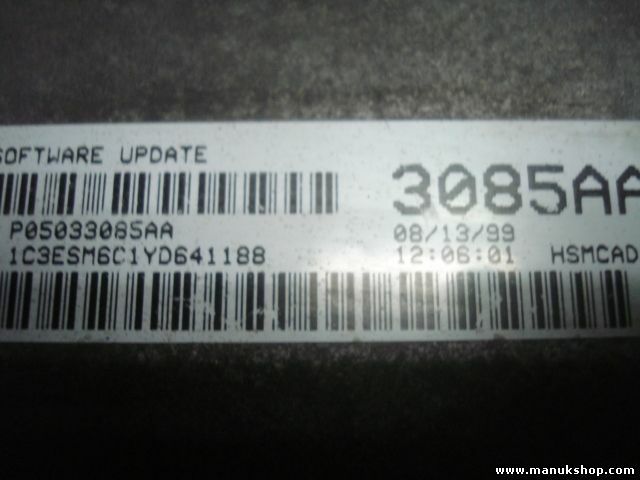 SOFTWARE UPDATE
3085AA
P05033085AA
08/13/99
1C3ESM6C1YD641188
12:06:01 HSMCAD
www.manukshop.com